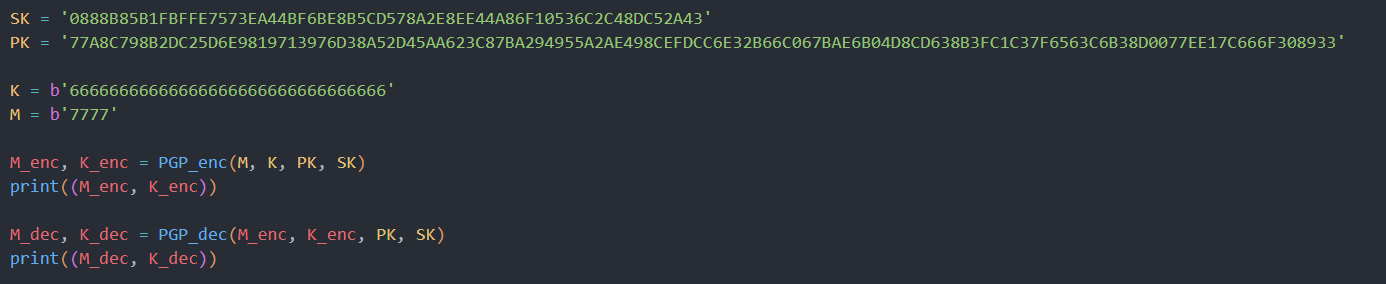 SK = '0888B85B1FBFFE7573EA44BF6BE8B5CD578A2E8EE44A86F10536C2C48DC52A43'
PK = '77A8C798B2DC25D6E9819713976D38A52D45AA623C87BA294955A2AE498CEFDCC6E32B66C067BAE6B04D8CD638B3FC1C37F6563C6B38D0077EE17C666F308933'
K = b'66666666666666666666666666666666'
M = b'7777'
M_enc, K_enc = PGP_enc(M, K, PK, SK)
print((M_enc, K_enc))
M_dec, K_dec = PGP_dec(M_enc, K_enc, PK, SK)
print((M_dec, K_dec))